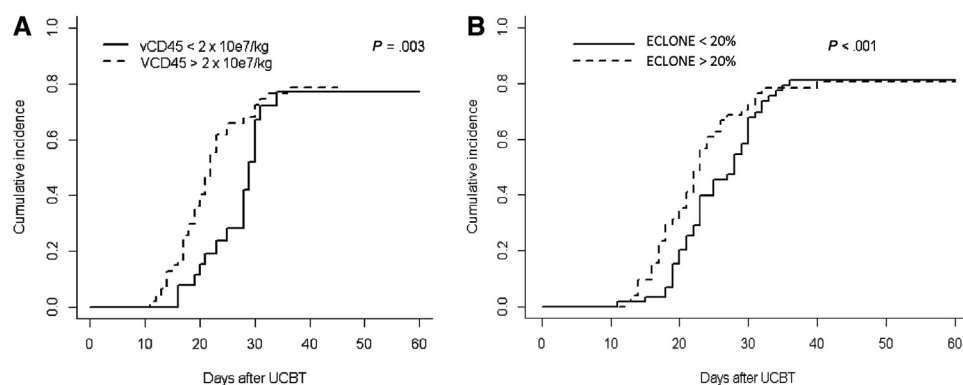 A
Cumulative incidence
1.0
0.8
0.6
0.4
0.2
0.0
vCD45 < 2 x 10e7/kg
VCD45 > 2 x 10e7/kg
P = .003
0 10 20 30 40 50 60
Days after UCBT
B
Cumulative incidence
1.0
0.8
0.6
0.4
0.2
0.0
ECLONE < 20%
ECLONE > 20%
P < .001
0 10 20 30 40 50 60
Days after UCBT